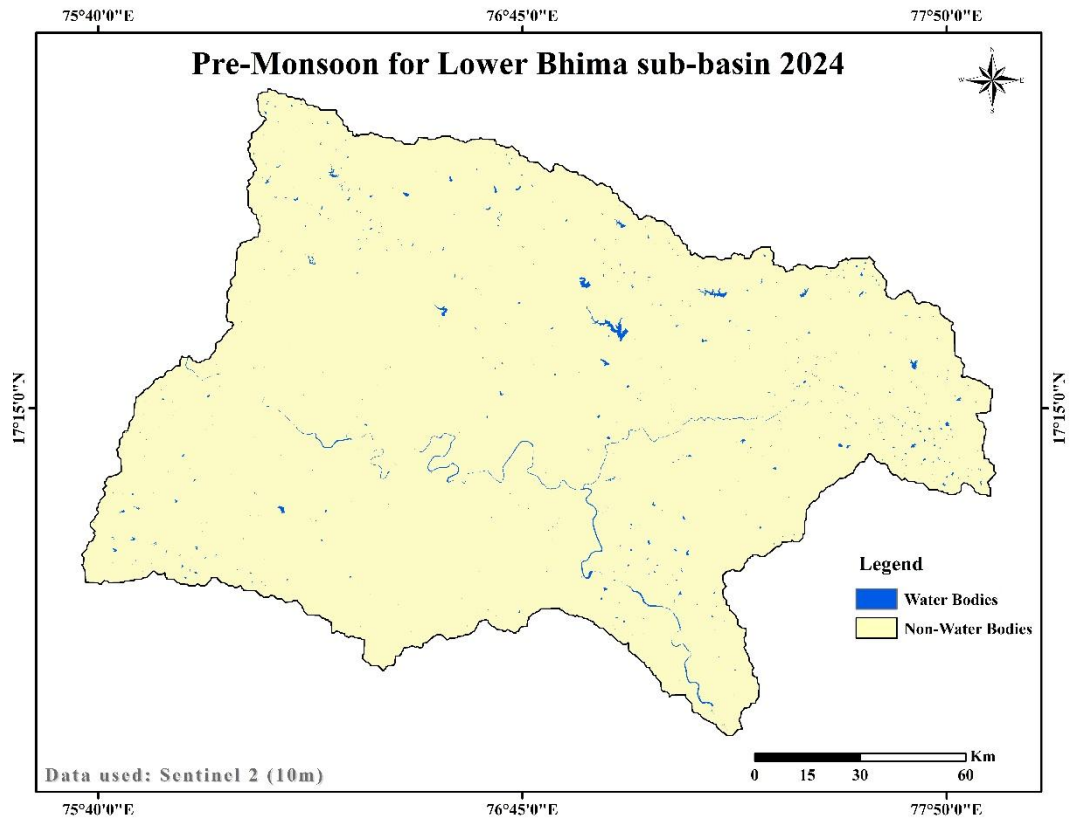 75°40'0"E 76°45'0"E 77°50'0"E
Pre-Monsoon for Lower Bhima sub-basin 2024
N
W E
S
17°15'0"N 17°15'0"N
Legend
Water Bodies
Non-Water Bodies
Km
0 15 30 60
Data used: Sentinel 2 (10m)
75°40'0"E 76°45'0"E 77°50'0"E